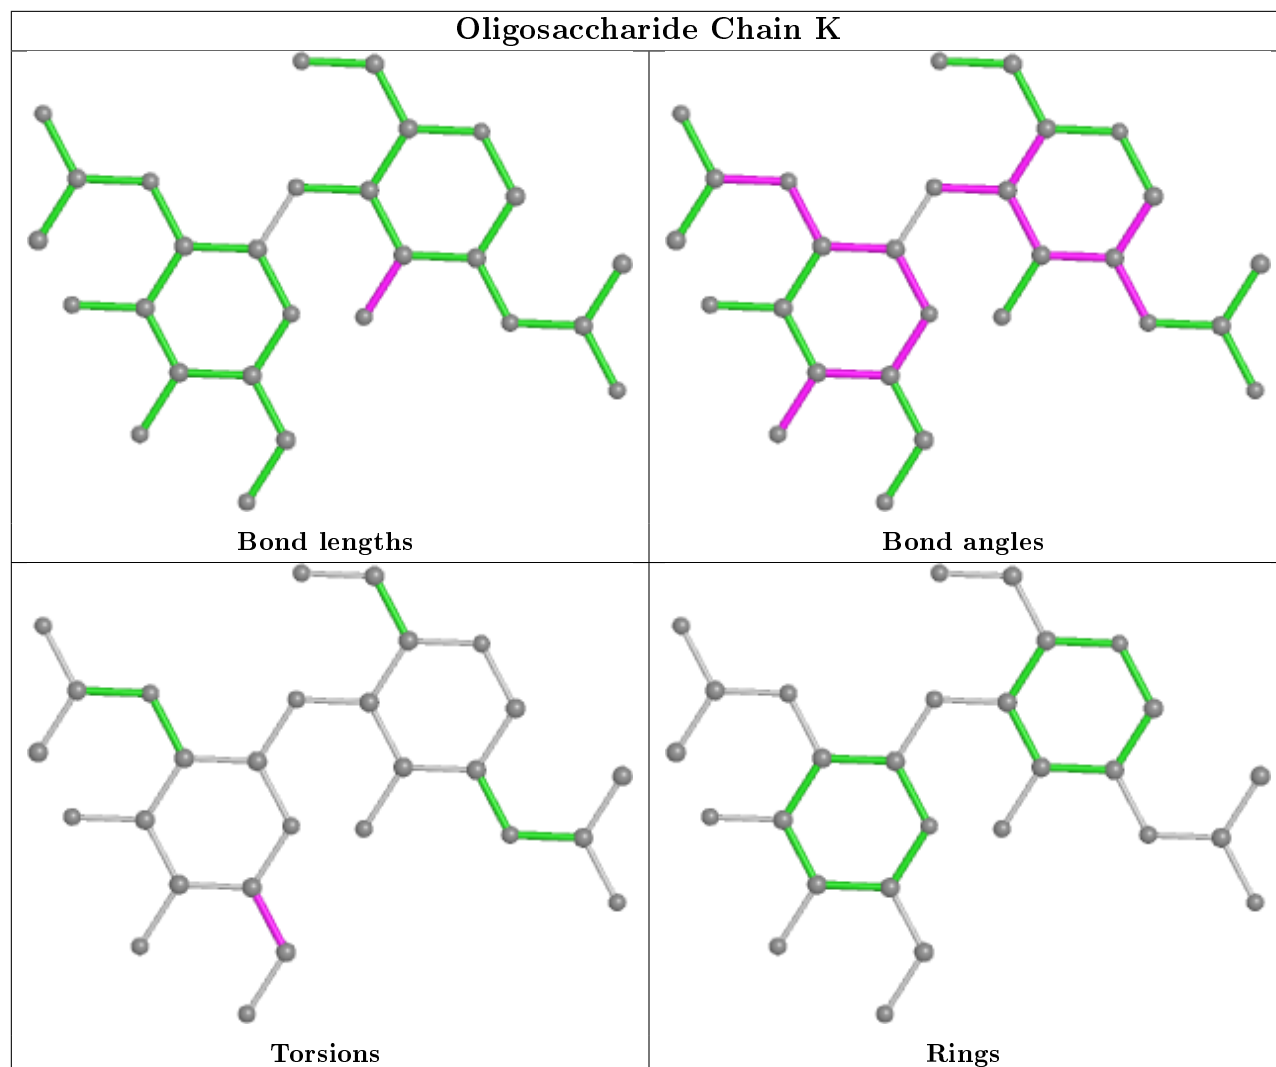 Oligosaccharide Chain K
Bond lengths
Bond angles
Torsions
Rings